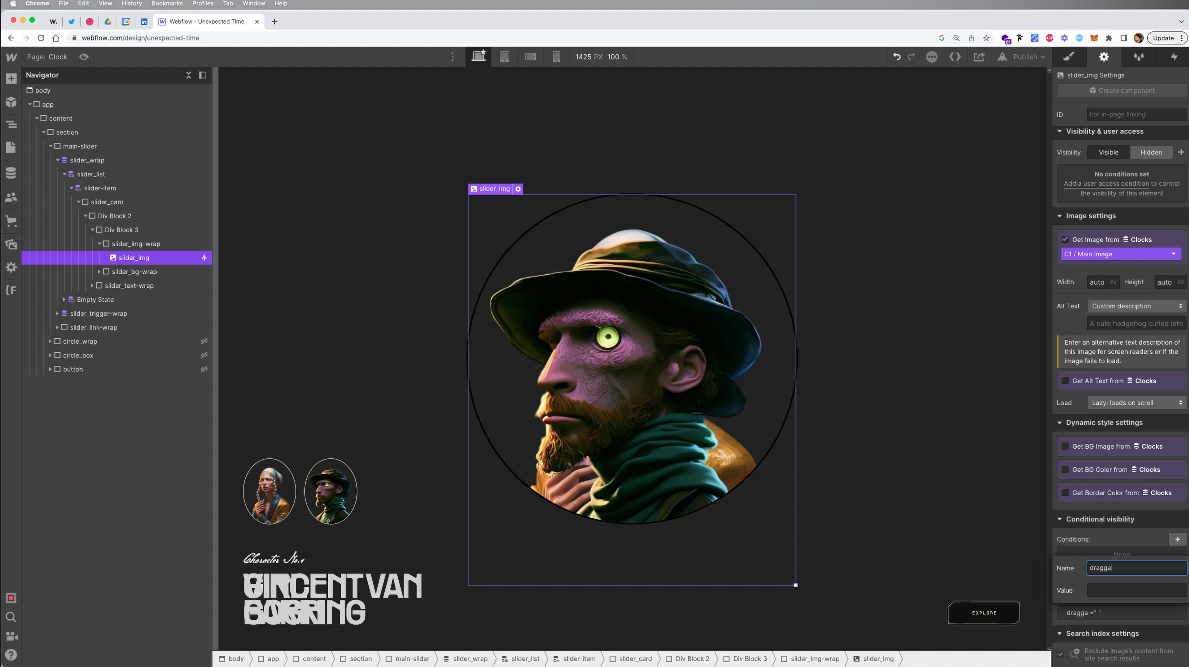 Chrome File Edit View History Bookmarks Profiles Tab Window Help
Webflow - Unexpected Time
webflow.com/design/unexpected-time
Update
Page: Clock
1425 PX 100 %
Publish
Navigator
body
app
content
section
main-slider
slider_wrap
slider_list
slider-item
slider_card
Div Block 2
Div Block 3
slider_img-wrap
slider_img
slider_bg-wrap
slider_text-wrap
Empty State
slider_trigger-wrap
slider_link-wrap
circle_wrap
circle_box
button
slider_img
Character No.1
VINCENT VAN
EXPLORE
slider_img Settings
Create component
ID For in-page linking
Visibility & user access
Visibility Visible Hidden
No conditions set
Add a user access condition to control
the visibility of this element
Image settings
Get Image from Clocks
C1 / Main Image
Width auto PX Height auto PX
Alt Text Custom description
A cute hedgehog curled into
Enter an alternative text description of
this image for screen readers or if the
image fails to load.
Get Alt Text from Clocks
Load Lazy: loads on scroll
Dynamic style settings
Get BG Image from Clocks
Get BG Color from Clocks
Get Border Color from Clocks
Conditional visibility
Conditions:
None
Name dragga
Value
dragga =" "
Search index settings
Exclude image's content from
site search results
body app content section main-slider slider_wrap slider_list slider-item slider_card Div Block 2 Div Block 3 slider_img-wrap slider_img